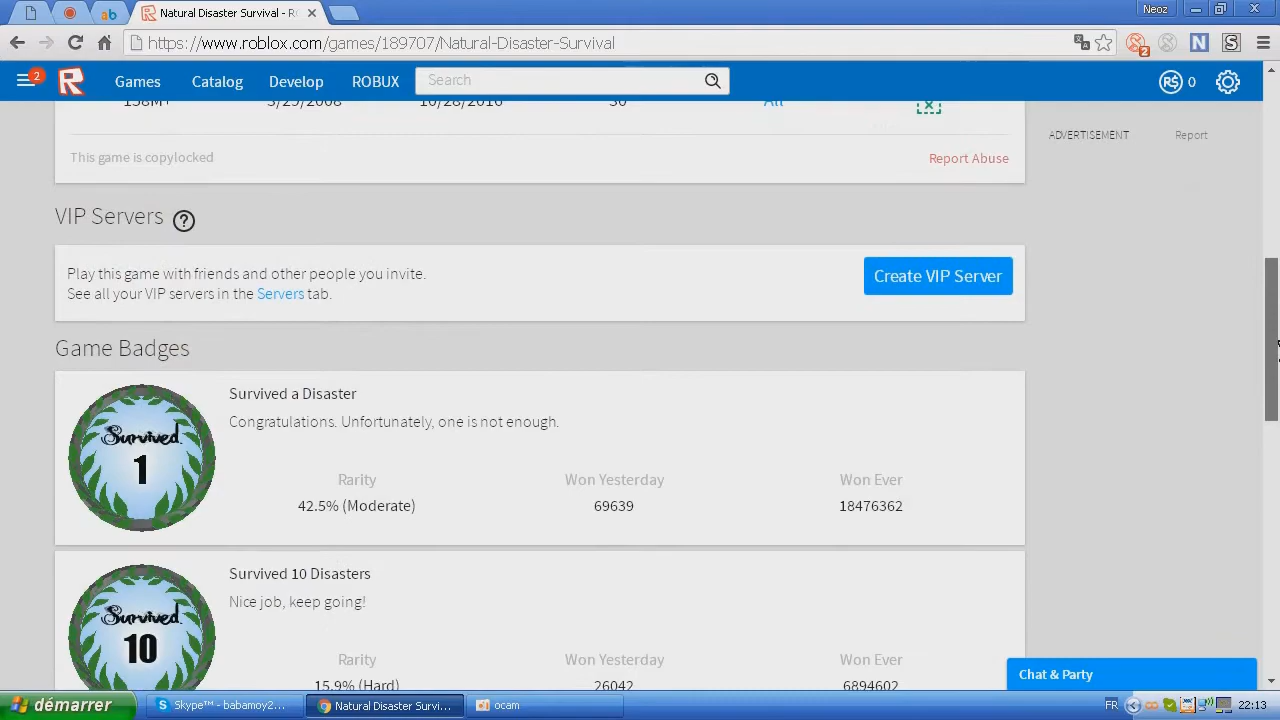 Natural Disaster Survival - RO
Neoz
https://www.roblox.com/games/189707/Natural-Disaster-Survival
2
2
Games
Catalog
Develop
ROBUX
Search
R$ 0
138M+
3/29/2008
10/28/2016
30
All
ADVERTISEMENT
Report
This game is copylocked
Report Abuse
VIP Servers ?
Play this game with friends and other people you invite.
See all your VIP servers in the Servers tab.
Create VIP Server
Game Badges
Survived
1
Survived a Disaster
Congratulations. Unfortunately, one is not enough.
Rarity
Won Yesterday
Won Ever
42.5% (Moderate)
69639
18476362
Survived
10
Survived 10 Disasters
Nice job, keep going!
Rarity
Won Yesterday
Won Ever
15.9% (Hard)
26042
6894602
Chat & Party
démarrer
Skype™ - babamoy2...
Natural Disaster Survi...
ocam
FR
22:13